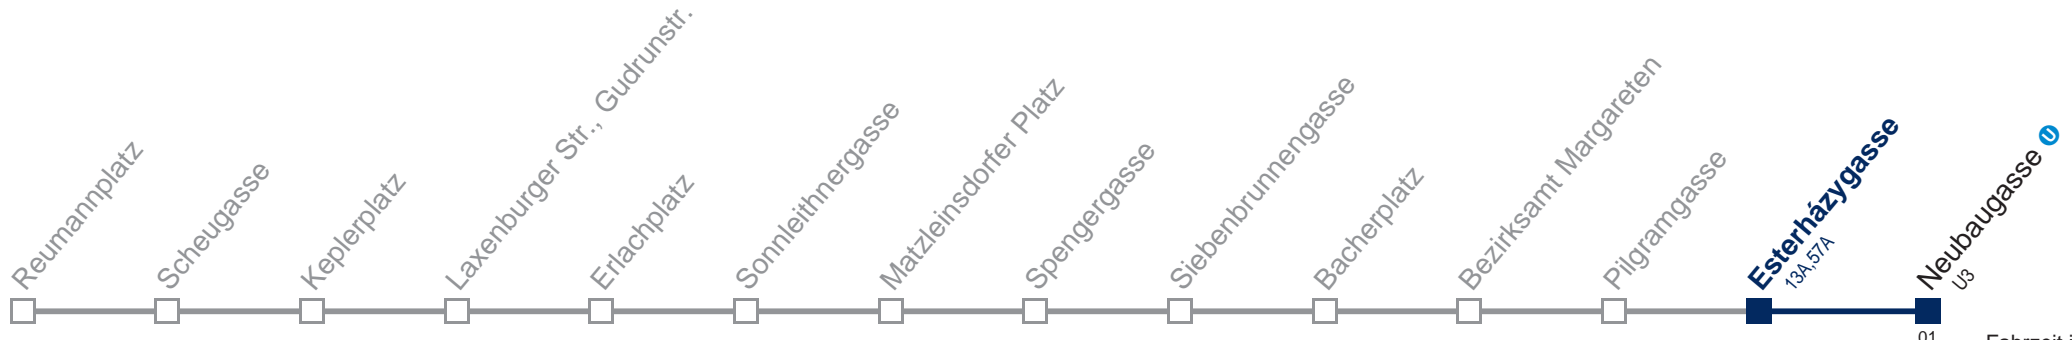 Reumannplatz
Scheugasse
Keplerplatz
Laxenburger Str., Gudrunstr.
Erlachplatz
Sonnleithnergasse
Matzleinsdorfer Platz
Spengergasse
Siebenbrunnengasse
Bacherplatz
Bezirksamt Margareten
Pilgramgasse
Esterházygasse
13A,57A
Neubaugasse U
U3
01
Fahrzeit